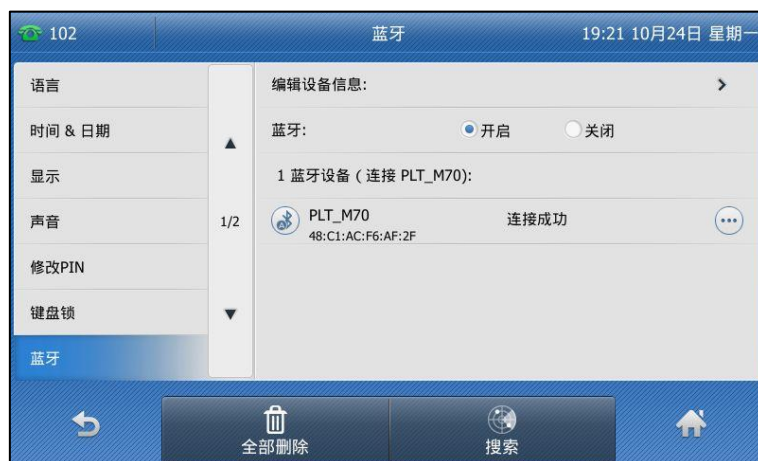 102
蓝牙
19:21 10月24日 星期一
语言
时间 & 日期
显示
声音
修改PIN
键盘锁
蓝牙
1/2
编辑设备信息:
蓝牙: 开启 关闭
1 蓝牙设备 ( 连接 PLT_M70):
PLT_M70 连接成功
48:C1:AC:F6:AF:2F
全部删除
搜索